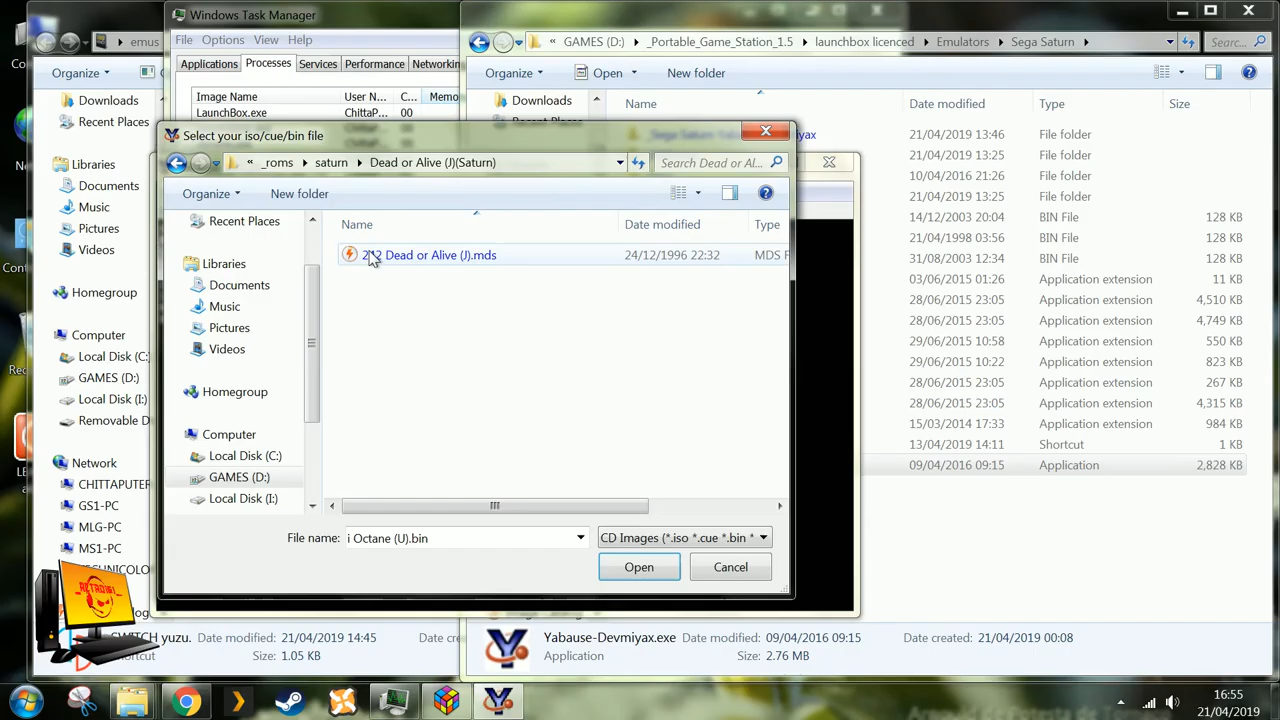 Windows Task Manager
File Options View Help
Applications Processes Services Performance Networking
Image Name User N... C... Memo
LaunchBox.exe ChittaP... 00
ChittaP... 00
emus
Organize
Downloads
Recent Places
Libraries
Documents
Music
Pictures
Videos
Homegroup
Computer
Local Disk (C:
GAMES (D:)
Local Disk (I:)
Removable D
Network
CHITTAPUTER
GS1-PC
MLG-PC
MS1-PC
SWITCH yuzu. Date modified: 21/04/2019 14:45 Date cre
Size: 1.05 KB
« GAMES (D:) _Portable_Game_Station_1.5 launchbox licenced Emulators Sega Saturn Searc...
Organize Open New folder
Downloads
Name Date modified Type Size
21/04/2019 13:46 File folder
21/04/2019 13:25 File folder
10/04/2016 21:26 File folder
21/04/2019 13:25 File folder
14/12/2003 20:04 BIN File 128 KB
21/04/1998 03:56 BIN File 128 KB
31/08/2003 12:34 BIN File 128 KB
03/06/2015 01:26 Application extension 11 KB
28/06/2015 23:05 Application extension 4,510 KB
28/06/2015 23:05 Application extension 4,749 KB
29/06/2015 10:58 Application extension 550 KB
29/06/2015 10:22 Application extension 823 KB
28/06/2015 23:05 Application extension 267 KB
28/06/2015 23:05 Application extension 4,315 KB
15/03/2014 17:33 Application extension 984 KB
13/04/2019 14:11 Shortcut 1 KB
09/04/2016 09:15 Application 2,828 KB
Yabause-Devmiyax.exe Date modified: 09/04/2016 09:15 Date created: 21/04/2019 00:08
Application Size: 2.76 MB
Select your iso/cue/bin file
« _roms saturn Dead or Alive (J)(Saturn) Search Dead or Al...
Organize New folder
Recent Places
Libraries
Documents
Music
Pictures
Videos
Homegroup
Computer
Local Disk (C:)
GAMES (D:)
Local Disk (I:)
Name Date modified Type
Dead or Alive (J).mds 24/12/1996 22:32 MDS F
File name: i Octane (U).bin CD Images (*.iso *.cue *.bin *
Open Cancel
RETRO161
16:55
21/04/2019